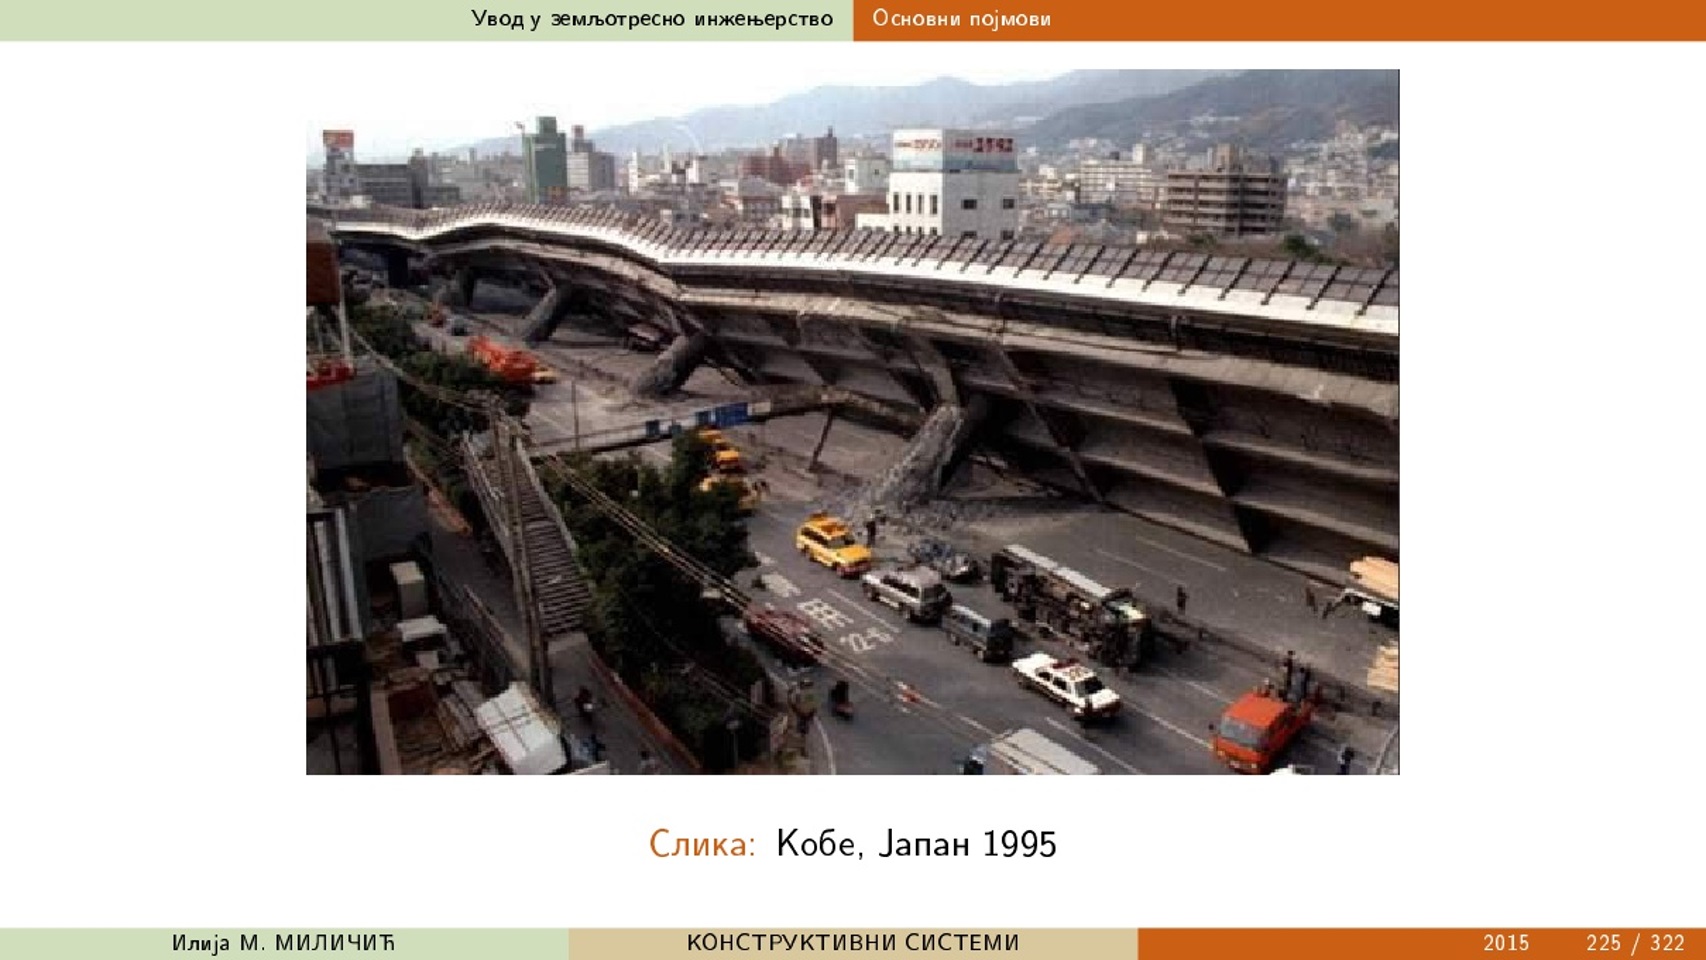 Увод у земљотресно инжењерство
Основни појмови
Слика: Кобе, Јапан 1995
Илија М. МИЛИЧИЋ
КОНСТРУКТИВНИ СИСТЕМИ
2015
225 / 322